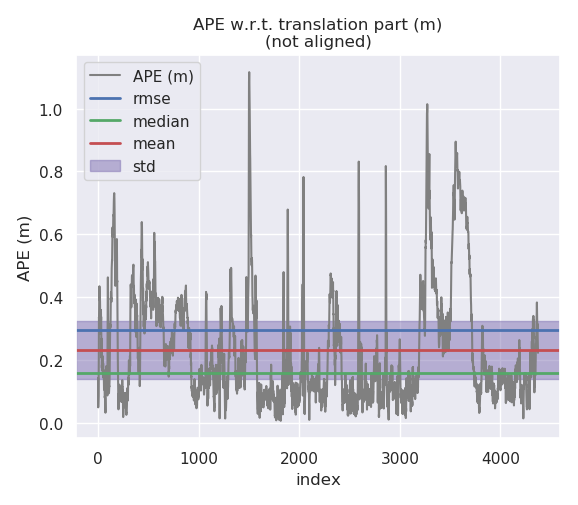 APE w.r.t. translation part (m)
(not aligned)
APE (m)
rmse
median
mean
std
APE (m)
1.0
0.8
0.6
0.4
0.2
0.0
0
1000
2000
3000
4000
index